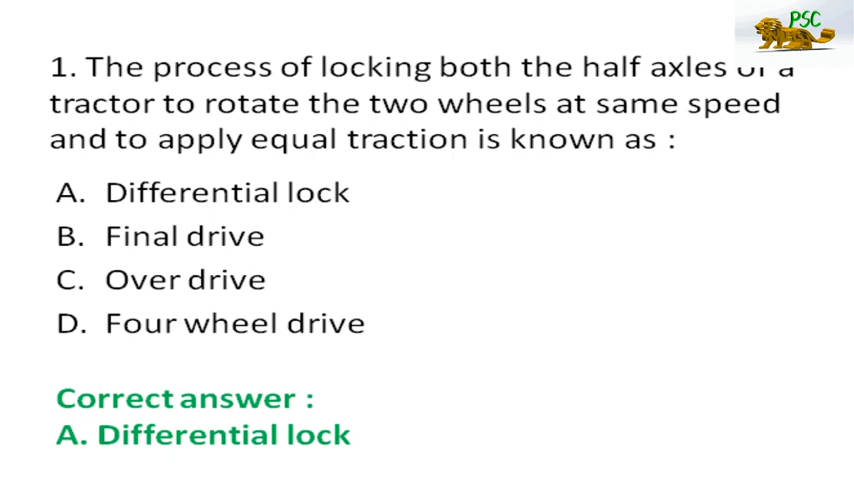 PSC
1. The process of locking both the half axles of a
tractor to rotate the two wheels at same speed
and to apply equal traction is known as :
A. Differential lock
B. Final drive
C. Over drive
D. Four wheel drive
Correct answer :
A. Differential lock